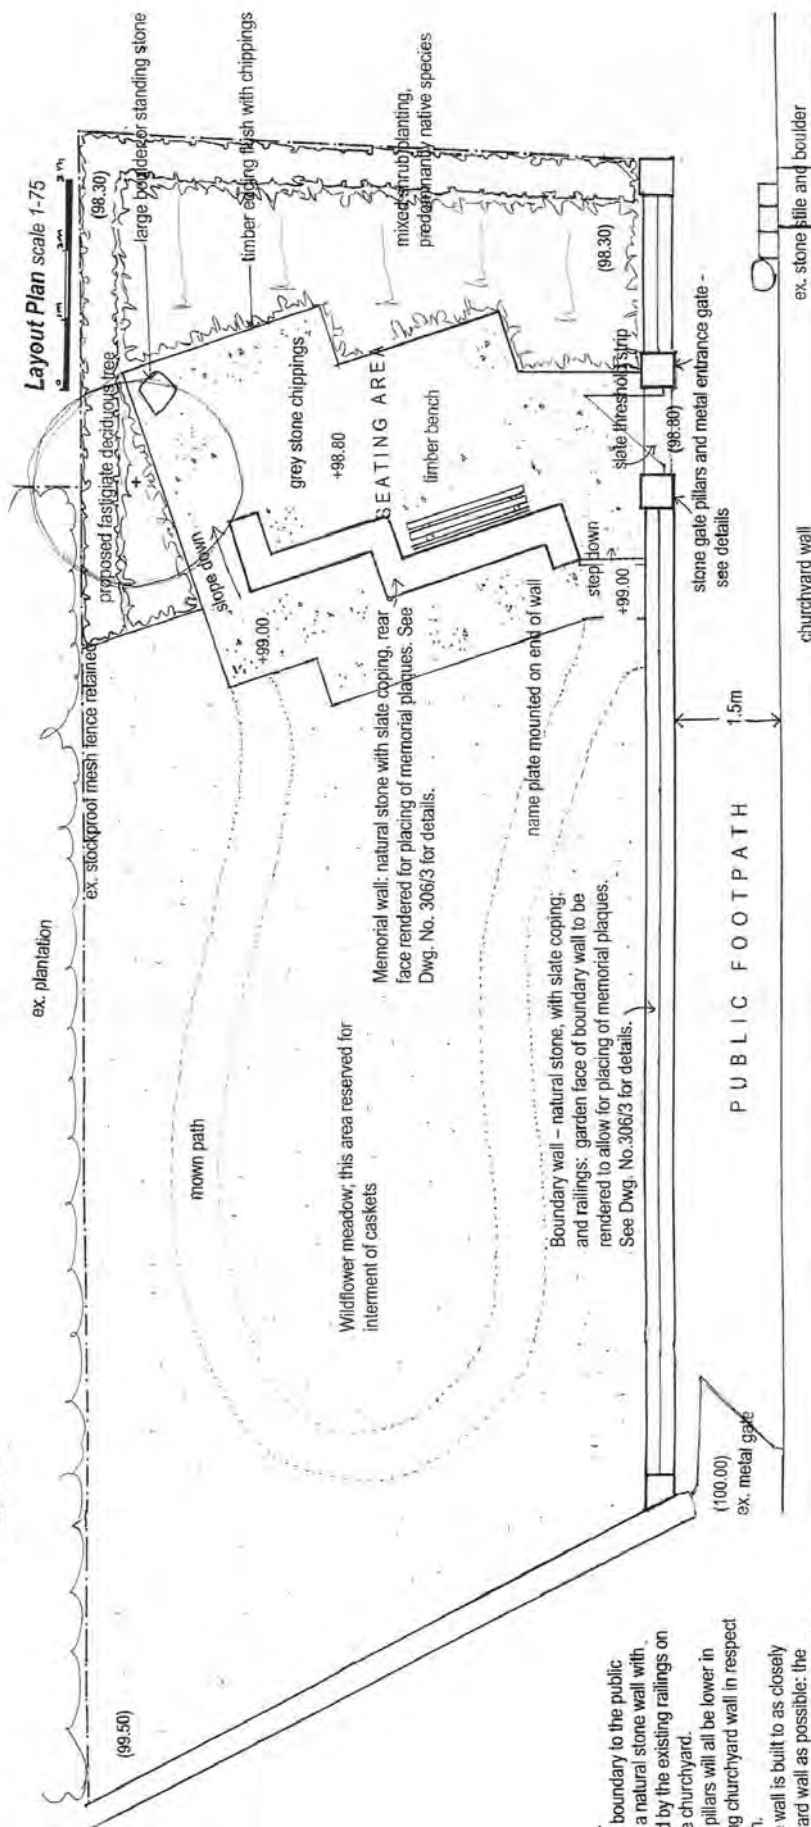 Layout Plan scale 1-75
0
1m
2m
3m
(98.30)
large boulder or standing stone
timber edging flush with chippings
mixed shrub planting,
predominantly native species
(98.30)
proposed fastigiate deciduous tree
grey stone chippings
+98.80
SEATING AREA
timber bench
slate threshold strip
(98.80)
stone gate pillars and metal entrance gate -
see details
ex. stone stile and boulder
churchyard wall
slope down
+99.00
step down
+99.00
ex. plantation
ex. stockproof mesh fence retained
Memorial wall: natural stone with slate coping, rear
face rendered for placing of memorial plaques. See
Dwg. No. 306/3 for details.
name plate mounted on end of wall
1.5m
PUBLIC FOOTPATH
mown path
Wildflower meadow; this area reserved for
interment of caskets
Boundary wall – natural stone, with slate coping;
and railings: garden face of boundary wall to be
rendered to allow for placing of memorial plaques.
See Dwg. No.306/3 for details.
(100.00)
ex. metal gate
(99.50)
boundary to the public
a natural stone wall with
d by the existing railings on
e churchyard.
pillars will all be lower in
ng churchyard wall in respect
n.
e wall is built to as closely
yard wall as possible: the